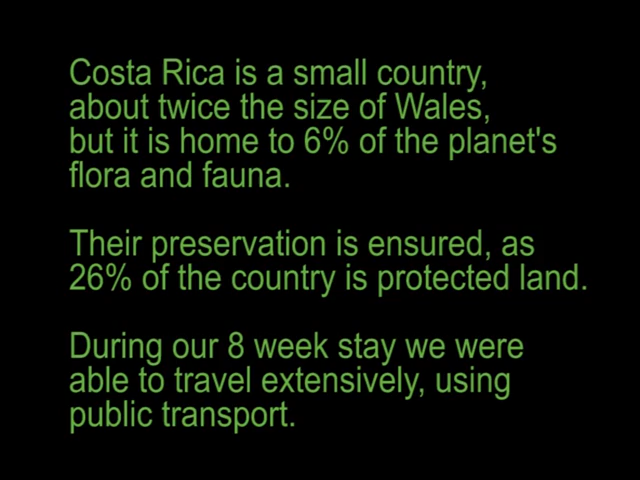 Costa Rica is a small country,
about twice the size of Wales,
but it is home to 6% of the planet's
flora and fauna.
Their preservation is ensured, as
26% of the country is protected land.
During our 8 week stay we were
able to travel extensively, using
public transport.